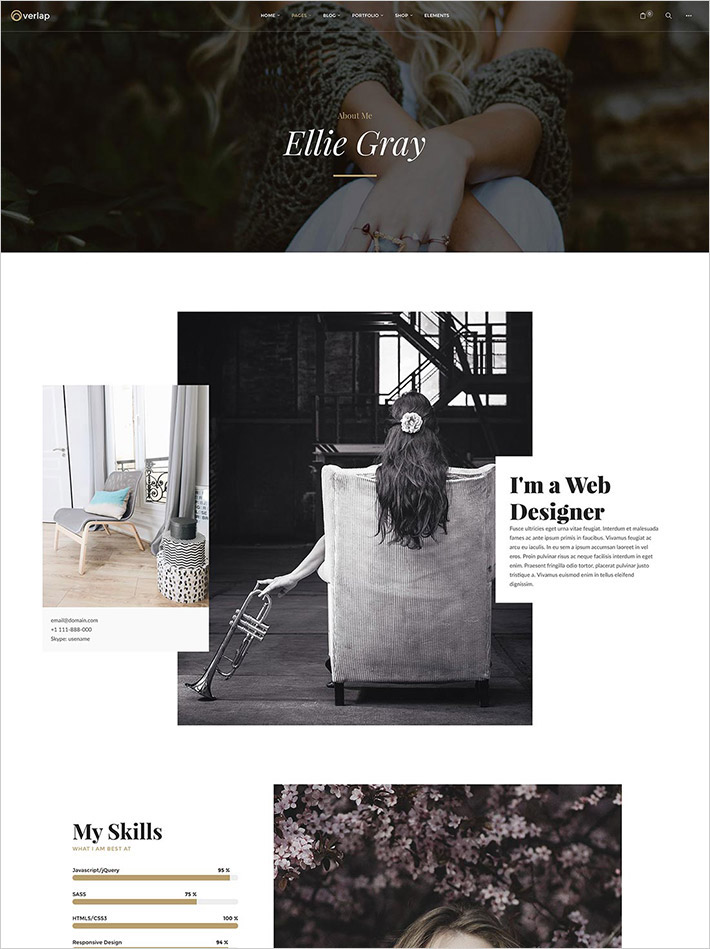 Overlap
HOME PAGES BLOG PORTFOLIO SHOP ELEMENTS
0
About Me
Ellie Gray
I'm a Web
Designer
Fusce ultricies eget urna vitae feugiat. Interdum et malesuada
fames ac ante ipsum primis in faucibus. Vivamus feugiat ac
arcu eu iaculis. In eu sem a ipsum accumsan laoreet in vel
eros. Proin pulvinar risus ac neque facilisis interdum in eget
enim. Praesent fringilla odio tortor, placerat pulvinar justo
tristique a. Vivamus euismod enim in tellus eleifend
dignissim.
email@domain.com
+1 111-888-000
Skype: usename
My Skills
WHAT I AM BEST AT
Javascript/jQuery 95 %
SASS 75 %
HTML5/CSS3 100 %
Responsive Design 94 %